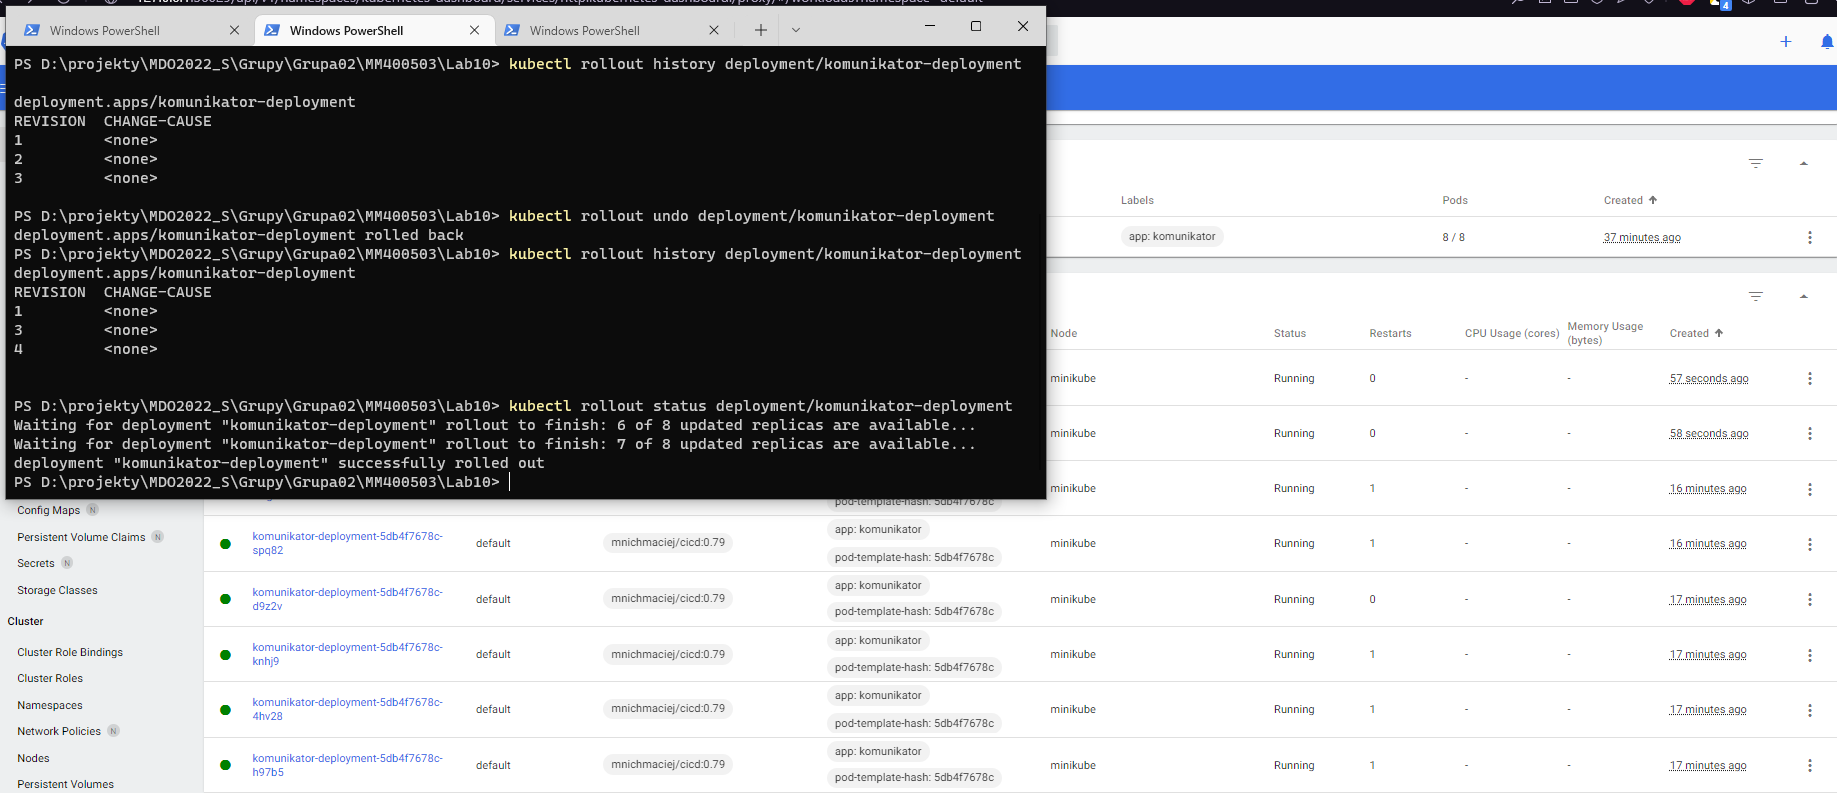 Windows PowerShell
Windows PowerShell
Windows PowerShell
PS D:\projekty\MDO2022_S\Grupy\Grupa02\MM400503\Lab10> kubectl rollout history deployment/komunikator-deployment
deployment.apps/komunikator-deployment
REVISION CHANGE-CAUSE
1 <none>
2 <none>
3 <none>
PS D:\projekty\MDO2022_S\Grupy\Grupa02\MM400503\Lab10> kubectl rollout undo deployment/komunikator-deployment
deployment.apps/komunikator-deployment rolled back
PS D:\projekty\MDO2022_S\Grupy\Grupa02\MM400503\Lab10> kubectl rollout history deployment/komunikator-deployment
deployment.apps/komunikator-deployment
REVISION CHANGE-CAUSE
1 <none>
3 <none>
4 <none>
PS D:\projekty\MDO2022_S\Grupy\Grupa02\MM400503\Lab10> kubectl rollout status deployment/komunikator-deployment
Waiting for deployment "komunikator-deployment" rollout to finish: 6 of 8 updated replicas are available...
Waiting for deployment "komunikator-deployment" rollout to finish: 7 of 8 updated replicas are available...
deployment "komunikator-deployment" successfully rolled out
PS D:\projekty\MDO2022_S\Grupy\Grupa02\MM400503\Lab10>
4
Labels Pods Created
app: komunikator 8 / 8 37 minutes ago
Node Status Restarts CPU Usage (cores) Memory Usage (bytes) Created
minikube Running 0 - - 57 seconds ago
minikube Running 0 - - 58 seconds ago
Running 1 - - 16 minutes ago
pod-template-hash: 5db4f7678c
Config Maps N
Persistent Volume Claims N
Secrets N
Storage Classes
Cluster
Cluster Role Bindings
Cluster Roles
Namespaces
Network Policies N
Nodes
Persistent Volumes
komunikator-deployment-5db4f7678c-spq82 default mnichmaciej/cicd:0.79 app: komunikator pod-template-hash: 5db4f7678c minikube Running 1 - - 16 minutes ago
komunikator-deployment-5db4f7678c-d9z2v default mnichmaciej/cicd:0.79 app: komunikator pod-template-hash: 5db4f7678c minikube Running 0 - - 17 minutes ago
komunikator-deployment-5db4f7678c-knhj9 default mnichmaciej/cicd:0.79 app: komunikator pod-template-hash: 5db4f7678c minikube Running 1 - - 17 minutes ago
komunikator-deployment-5db4f7678c-4hv28 default mnichmaciej/cicd:0.79 app: komunikator pod-template-hash: 5db4f7678c minikube Running 1 - - 17 minutes ago
komunikator-deployment-5db4f7678c-h97b5 default mnichmaciej/cicd:0.79 app: komunikator pod-template-hash: 5db4f7678c minikube Running 1 - - 17 minutes ago